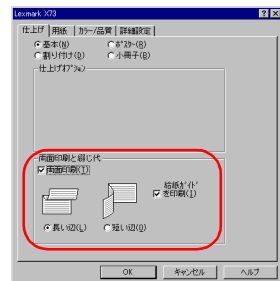 Lexmark X73
仕上げ 用紙 カラー/品質 詳細設定
基本(N) ポスター(R)
割り付け(D) 小冊子(B)
仕上げオプション
両面印刷と綴じ代
両面印刷(T)
給紙ガイド
を印刷(I)
長い辺(L) 短い辺(O)
OK キャンセル ヘルプ